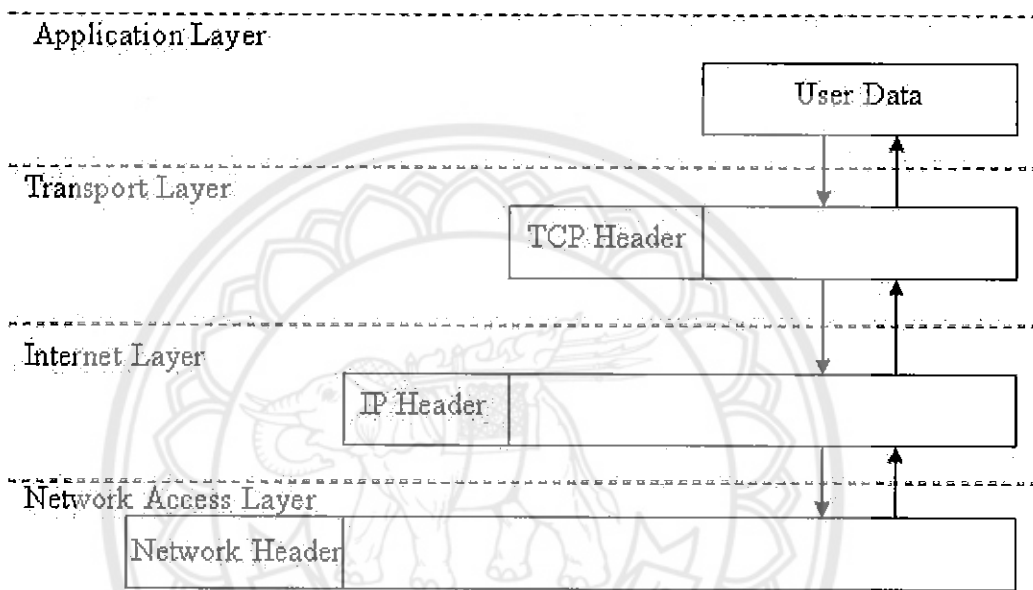 Application Layer
User Data
Transport Layer
TCP Header
Internet Layer
IP Header
Network Access Layer
Network Header